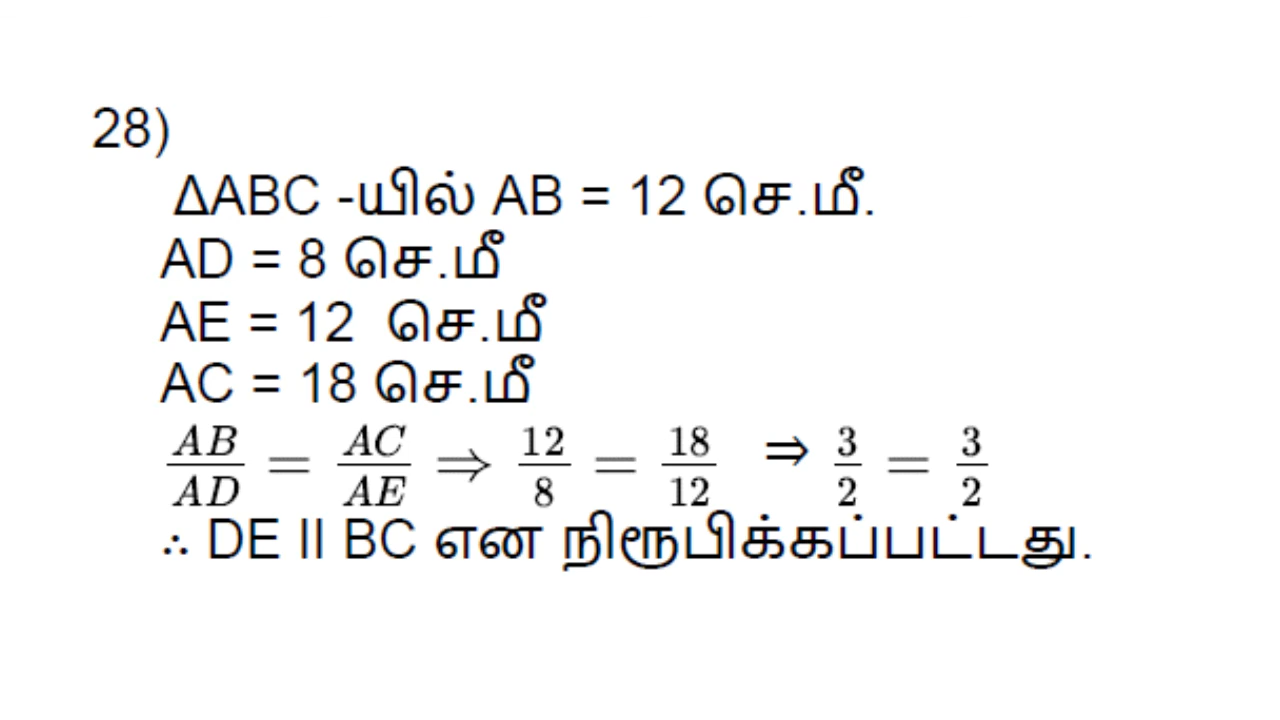 28)
ΔABC -யில் AB = 12 செ.மீ.
AD = 8 செ.மீ
AE = 12 செ.மீ
AC = 18 செ.மீ
AB/AD = AC/AE ⇒ 12/8 = 18/12 ⇒ 3/2 = 3/2
∴ DE II BC என நிரூபிக்கப்பட்டது.